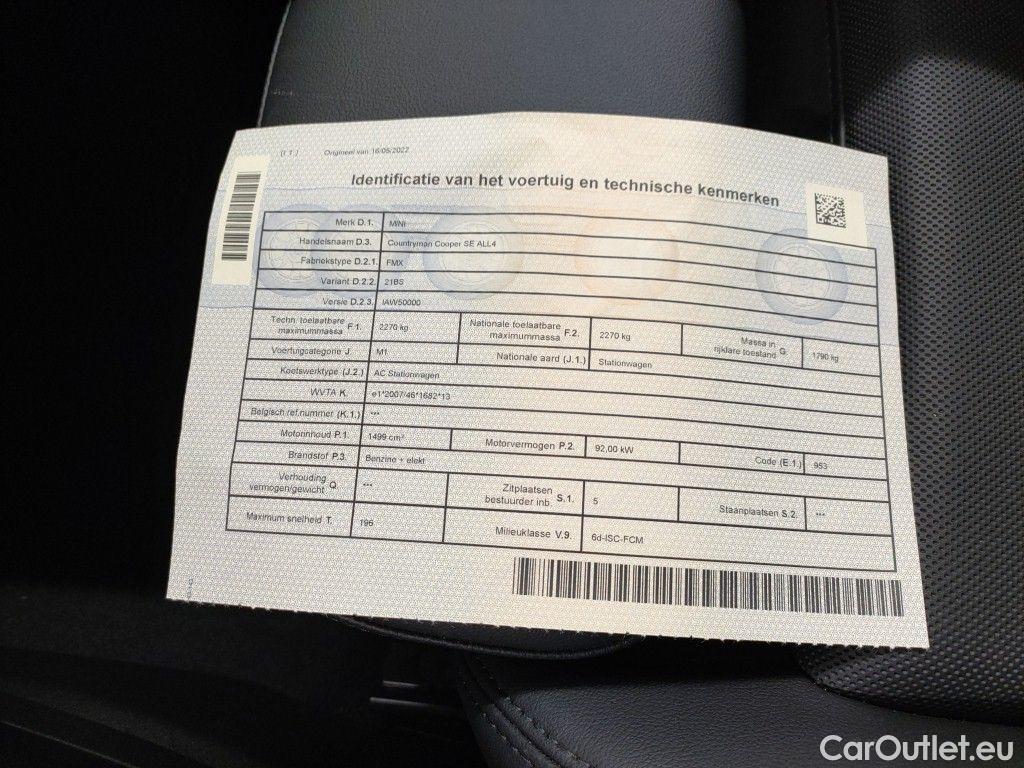 (I.1.) Origineel van 16/05/2022
Identificatie van het voertuig en technische kenmerken
Merk D.1. MINI
Handelsnaam D.3. Countryman Cooper SE ALL4
Fabriekstype D.2.1. FMX
Variant D.2.2. 21BS
Versie D.2.3. IAW50000
Techn. toelaatbare maximummassa F.1. 2270 kg Nationale toelaatbare maximummassa F.2. 2270 kg Massa in rijklare toestand G. 1790 kg
Voertuigcategorie J. M1 Nationale aard (J.1.) Stationwagen
Koetswerktype (J.2.) AC Stationwagen
WVTA K. e1*2007/46*1682*13
Belgisch ref.nummer (K.1.) ---
Motorinhoud P.1. 1499 cm³ Motorvermogen P.2. 92,00 kW Code (E.1.) 953
Brandstof P.3. Benzine + elekt
Verhouding vermogen/gewicht Q. --- Zitplaatsen bestuurder inb. S.1. 5 Staanplaatsen S.2. ---
Maximum snelheid T. 196 Milieuklasse V.9. 6d-ISC-FCM
CarOutlet.eu